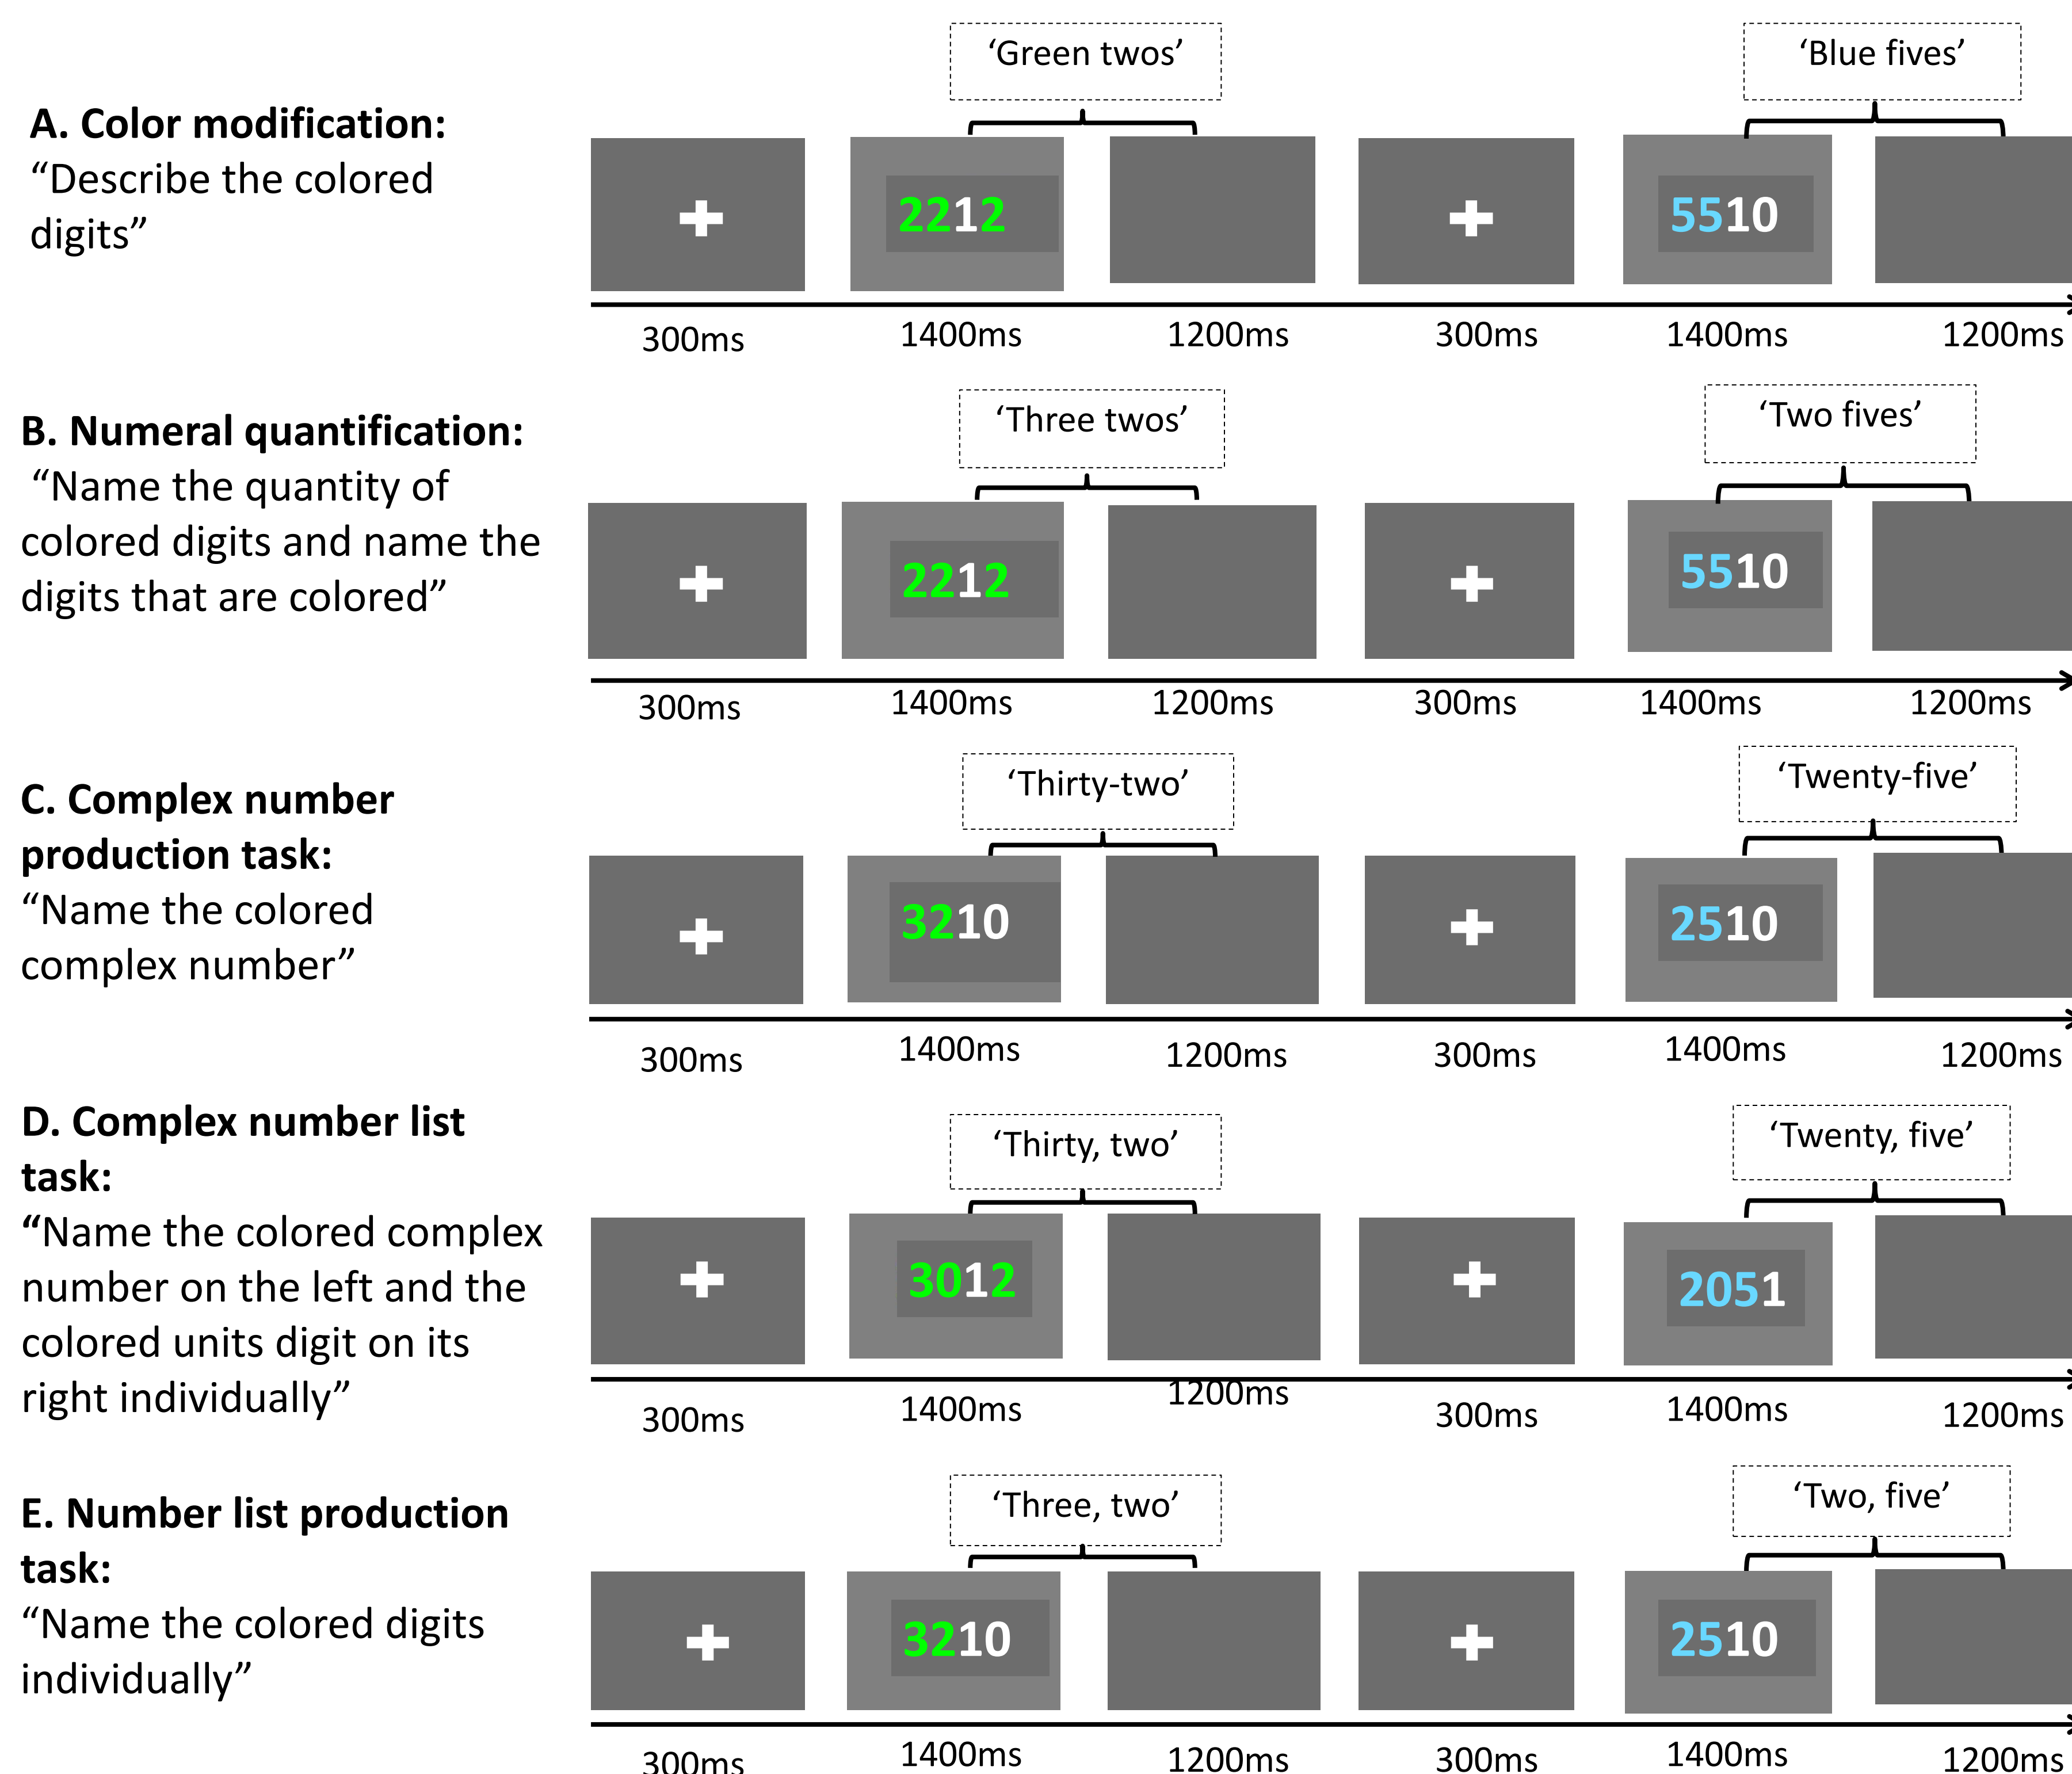 ‘Green twos’
‘Blue fives’
A. Color modification:
“Describe the colored
digits”
2212
5510
300ms
1400ms
1200ms
300ms
1400ms
1200ms
‘Three twos’
‘Two fives’
B. Numeral quantification:
“Name the quantity of
colored digits and name the
digits that are colored”
2212
5510
300ms
1400ms
1200ms
300ms
1400ms
1200ms
‘Thirty-two’
‘Twenty-five’
C. Complex number
production task:
“Name the colored
complex number”
3210
2510
300ms
1400ms
1200ms
300ms
1400ms
1200ms
‘Thirty, two’
‘Twenty, five’
D. Complex number list
task:
“Name the colored complex
number on the left and the
colored units digit on its
right individually”
3012
2051
300ms
1400ms
1200ms
300ms
1400ms
1200ms
‘Three, two’
‘Two, five’
E. Number list production
task:
“Name the colored digits
individually”
3210
2510
300ms
1400ms
1200ms
300ms
1400ms
1200ms